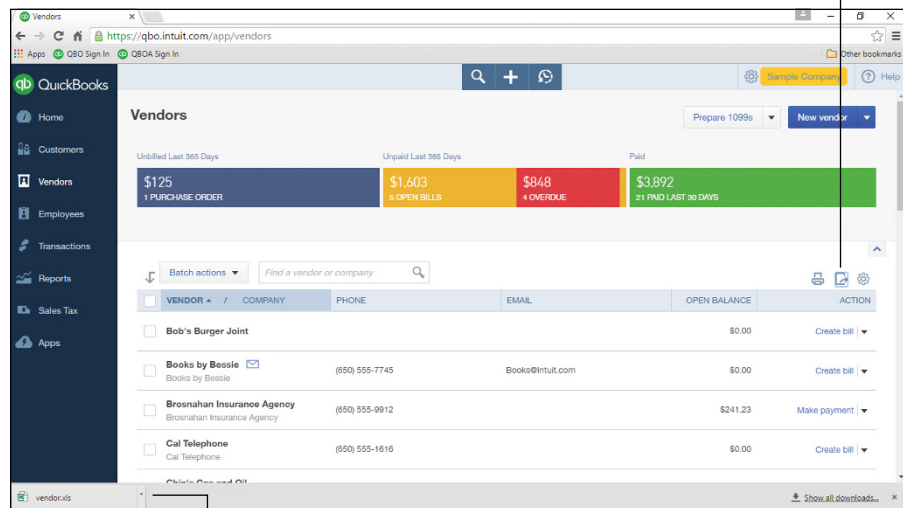 Vendors
https://qbo.intuit.com/app/vendors
Apps QBO Sign In QBOA Sign In Other bookmarks
qb QuickBooks Sample Company ? Help
Home
Customers
Vendors
Employees
Transactions
Reports
Sales Tax
Apps
Vendors Prepare 1099s New vendor
Unbilled Last 365 Days Unpaid Last 365 Days Paid
$125 $1,603 $848 $3,892
1 PURCHASE ORDER 5 OPEN BILLS 4 OVERDUE 21 PAID LAST 30 DAYS
Batch actions Find a vendor or company
VENDOR / COMPANY PHONE EMAIL OPEN BALANCE ACTION
Bob's Burger Joint $0.00 Create bill
Books by Bessie (650) 555-7745 Books@Intuit.com $0.00 Create bill
Books by Bessie
Brosnahan Insurance Agency (650) 555-9912 $241.23 Make payment
Brosnahan Insurance Agency
Cal Telephone (650) 555-1616 $0.00 Create bill
Cal Telephone
Chin's Gas and Oil
vendor.xls Show all downloads...